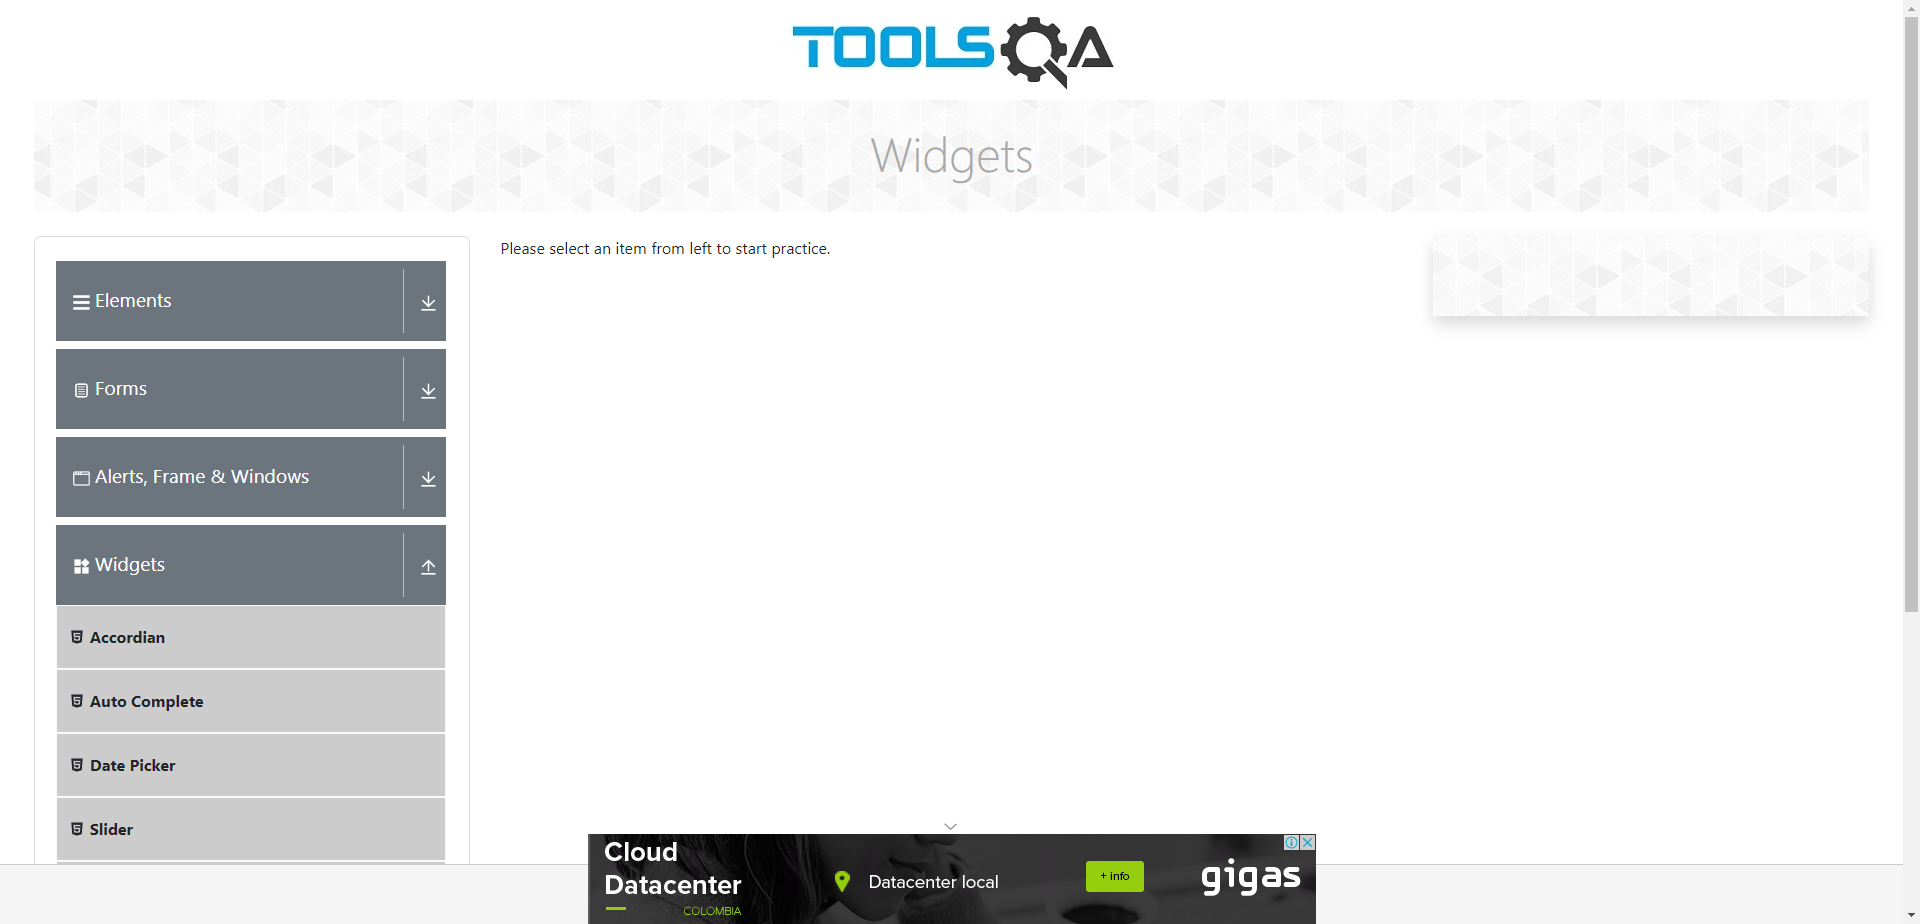 TOOLSQA
Widgets
Please select an item from left to start practice.
Elements
Forms
Alerts, Frame & Windows
Widgets
Accordian
Auto Complete
Date Picker
Slider
Cloud
Datacenter
COLOMBIA
Datacenter local
+ info
gigas